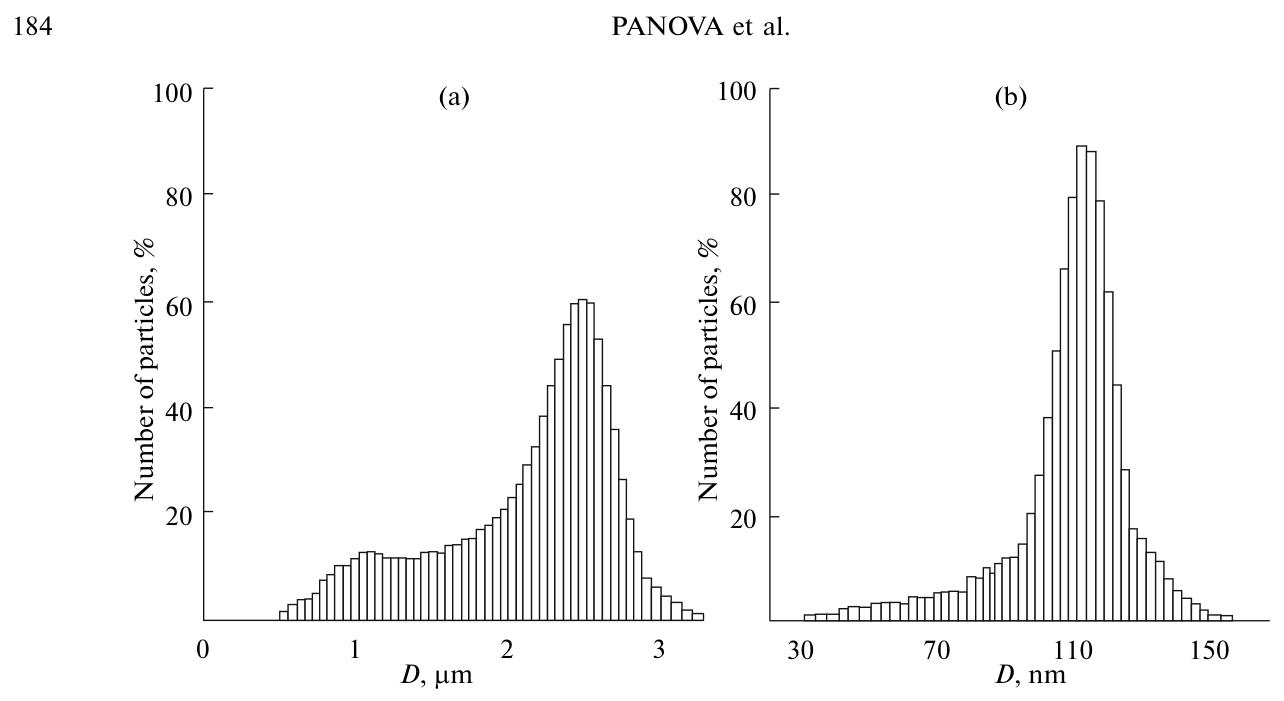 184
PANOVA et al.
(a)
100
80
60
40
20
Number of particles, %
0 1 2 3
D, μm
(b)
100
80
60
40
20
Number of particles, %
30 70 110 150
D, nm